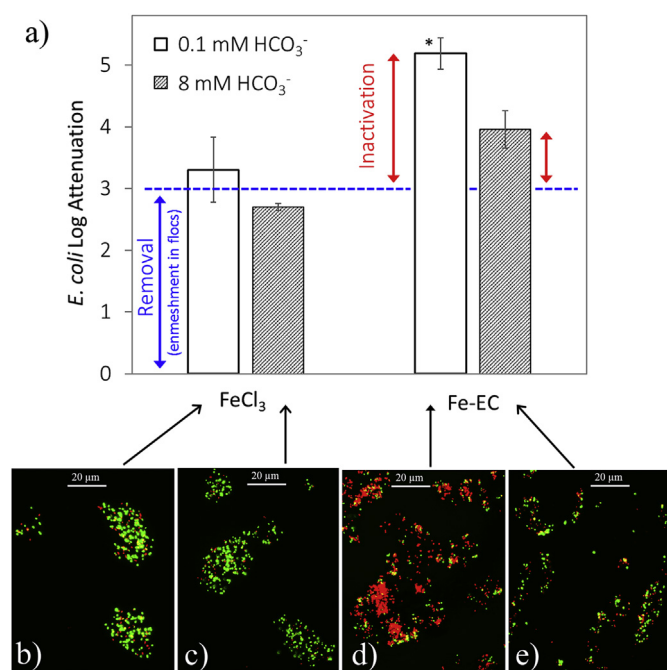 a)
0.1 mM HCO₃⁻
8 mM HCO₃⁻
E. coli Log Attenuation
5
4
3
2
1
0
Removal
(enmeshment in flocs)
Inactivation
*
FeCl₃
Fe-EC
20 µm
20 µm
20 µm
20 µm
b)
c)
d)
e)